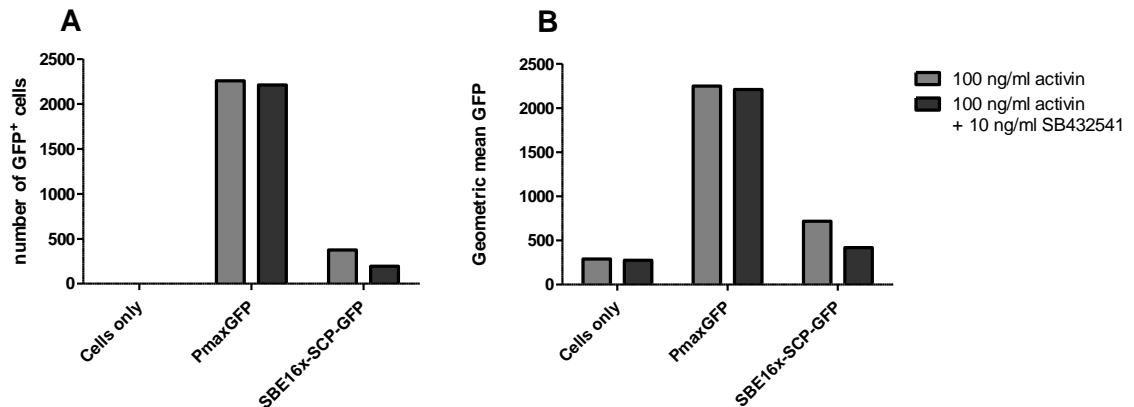 A
number of GFP+ cells
2500
2000
1500
1000
500
0
Cells only
PmaxGFP
SBE16x-SCP-GFP
B
Geometric mean GFP
2500
2000
1500
1000
500
0
Cells only
PmaxGFP
SBE16x-SCP-GFP
100 ng/ml activin
100 ng/ml activin
+ 10 ng/ml SB432541